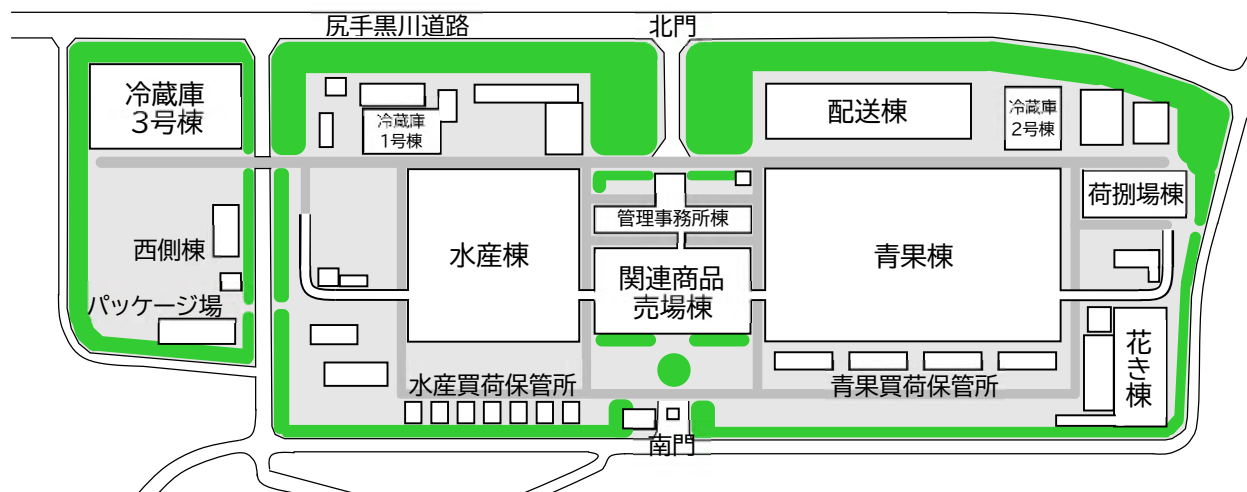 尻手黒川道路
北門
冷蔵庫
3号棟
冷蔵庫
1号棟
配送棟
冷蔵庫
2号棟
荷捌場棟
管理事務所棟
西側棟
水産棟
関連商品
売場棟
青果棟
パッケージ場
花き棟
水産買荷保管所
青果買荷保管所
南門